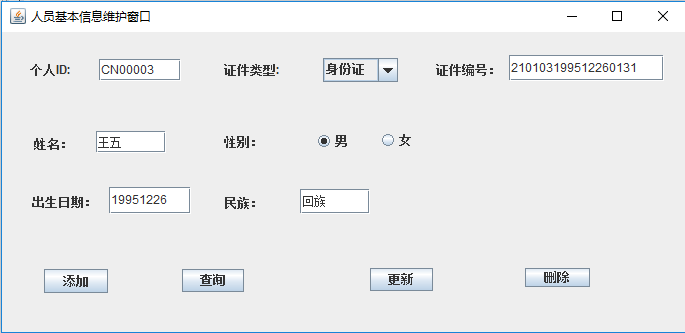 人员基本信息维护窗口
个人ID: CN00003 证件类型: 身份证 证件编号： 210103199512260131
姓名： 王五 性别： 男 女
出生日期： 19951226 民族： 回族
添加 查询 更新 删除